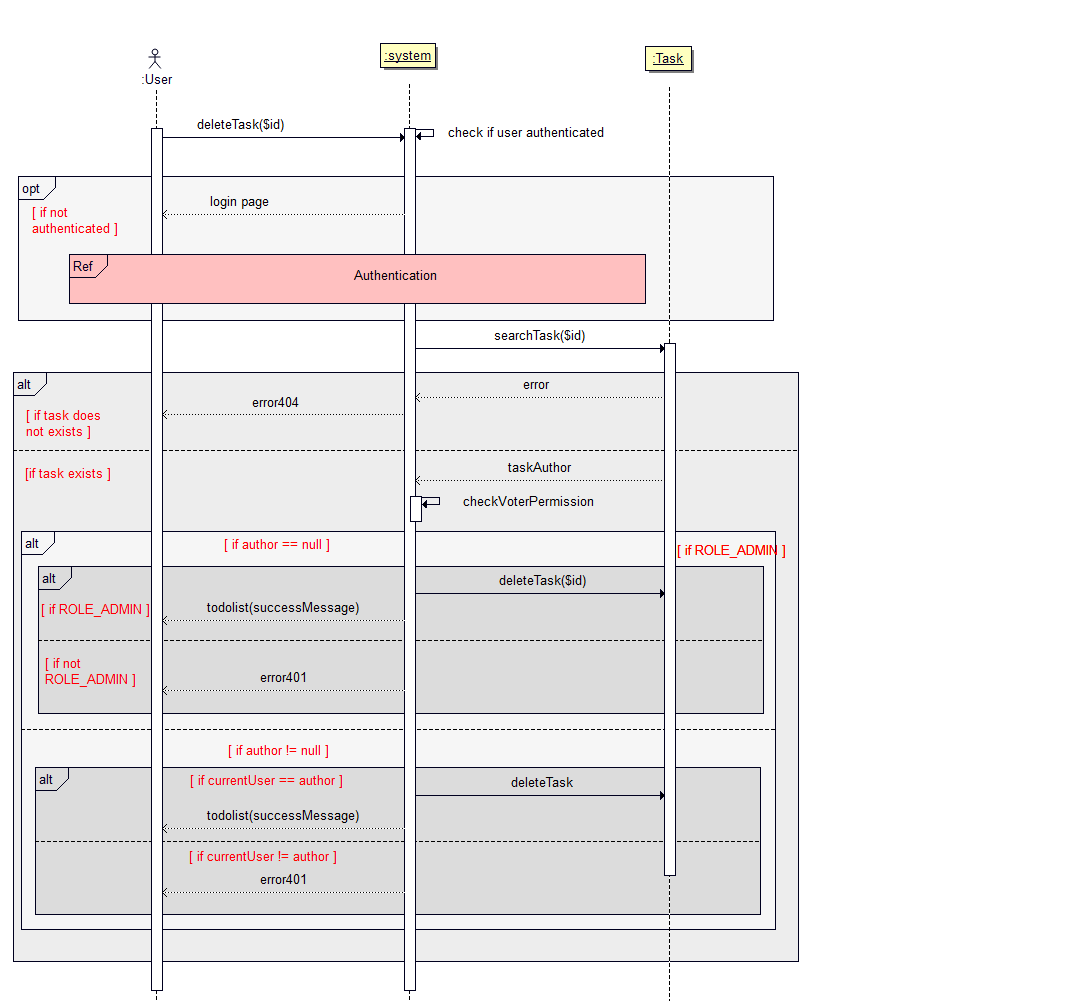 :User
:system
:Task
deleteTask($id)
check if user authenticated
opt
login page
[ if not
authenticated ]
Ref
Authentication
searchTask($id)
alt
error
error404
[ if task does
not exists ]
taskAuthor
[if task exists ]
checkVoterPermission
alt
[ if author == null ]
[ if ROLE_ADMIN ]
alt
deleteTask($id)
[ if ROLE_ADMIN ]
todolist(successMessage)
[ if not
ROLE_ADMIN ]
error401
[ if author != null ]
alt
[ if currentUser == author ]
deleteTask
todolist(successMessage)
[ if currentUser != author ]
error401